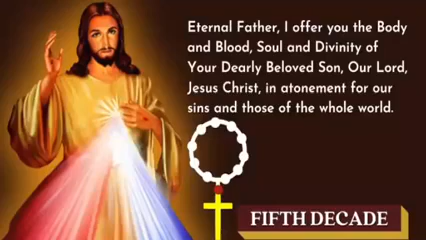 Eternal Father, I offer you the Body
and Blood, Soul and Divinity of
Your Dearly Beloved Son, Our Lord,
Jesus Christ, in atonement for our
sins and those of the whole world.
FIFTH DECADE